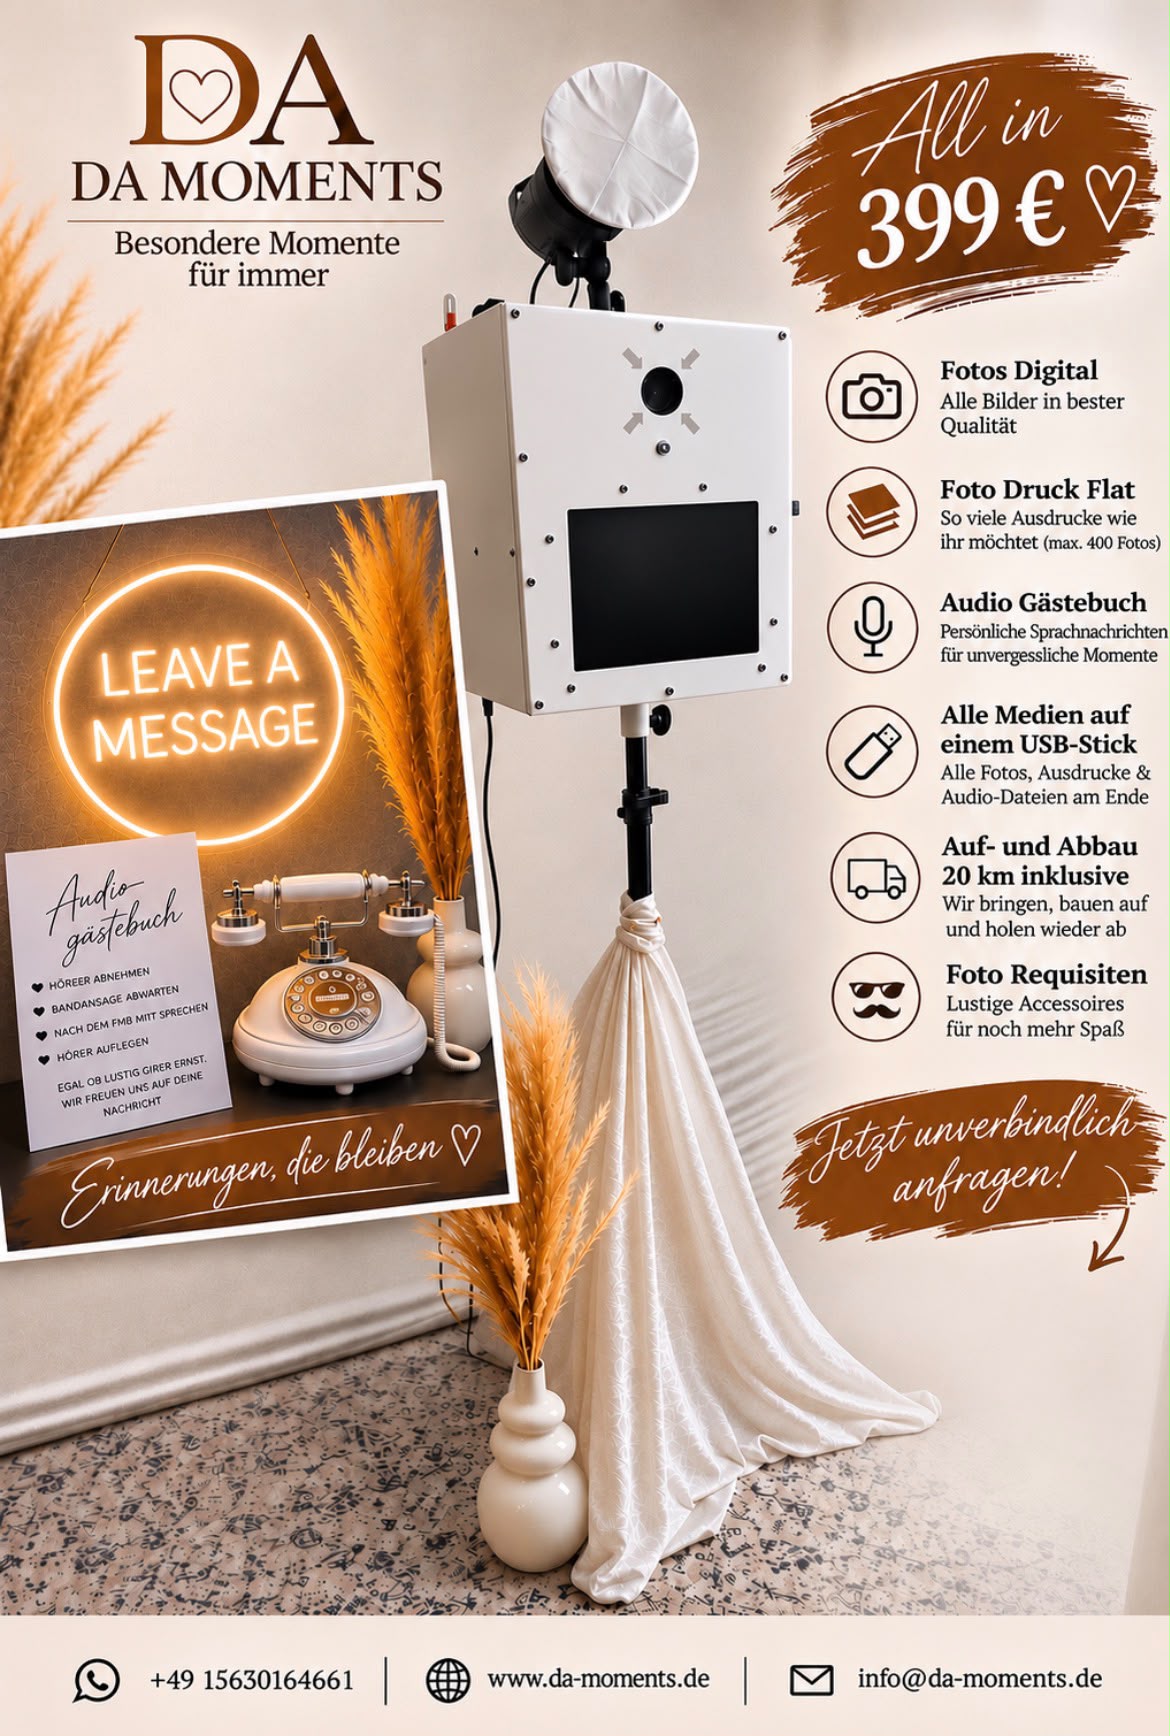 DA
DA MOMENTS
Besondere Momente
für immer
All in
399 €
Fotos Digital
Alle Bilder in bester
Qualität
Foto Druck Flat
So viele Ausdrucke wie
ihr möchtet (max. 400 Fotos)
Audio Gästebuch
Persönliche Sprachnachrichten
für unvergessliche Momente
Alle Medien auf
einem USB-Stick
Alle Fotos, Ausdrucke &
Audio-Dateien am Ende
Auf- und Abbau
20 km inklusive
Wir bringen, bauen auf
und holen wieder ab
Foto Requisiten
Lustige Accessoires
für noch mehr Spaß
Jetzt unverbindlich
anfragen!
LEAVE A
MESSAGE
Audio
gästebuch
HÖREER ABNEHMEN
BANDANSAGE ABWARTEN
NACH DEM FMB MITT SPRECHEN
HÖRER AUFLEGEN
EGAL OB LUSTIG GIRER ERNST.
WIR FREUEN UNS AUF DEINE
NACHRICHT
Erinnerungen, die bleiben
+49 15630164661
www.da-moments.de
info@da-moments.de